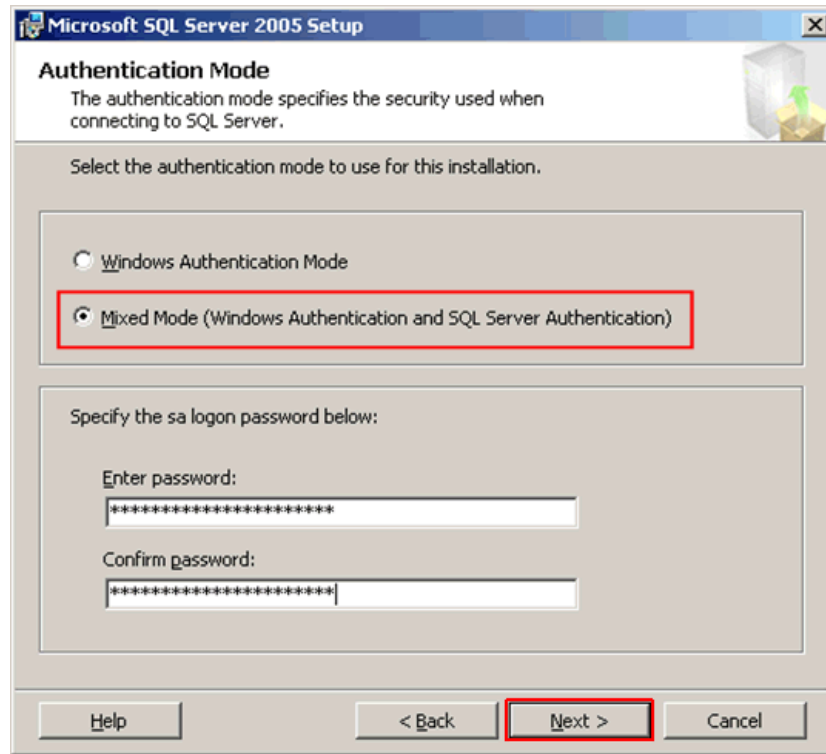 Microsoft SQL Server 2005 Setup
Authentication Mode
The authentication mode specifies the security used when
connecting to SQL Server.
Select the authentication mode to use for this installation.
Windows Authentication Mode
Mixed Mode (Windows Authentication and SQL Server Authentication)
Specify the sa logon password below:
Enter password:
**********************
Confirm password:
**********************
Help
< Back
Next >
Cancel